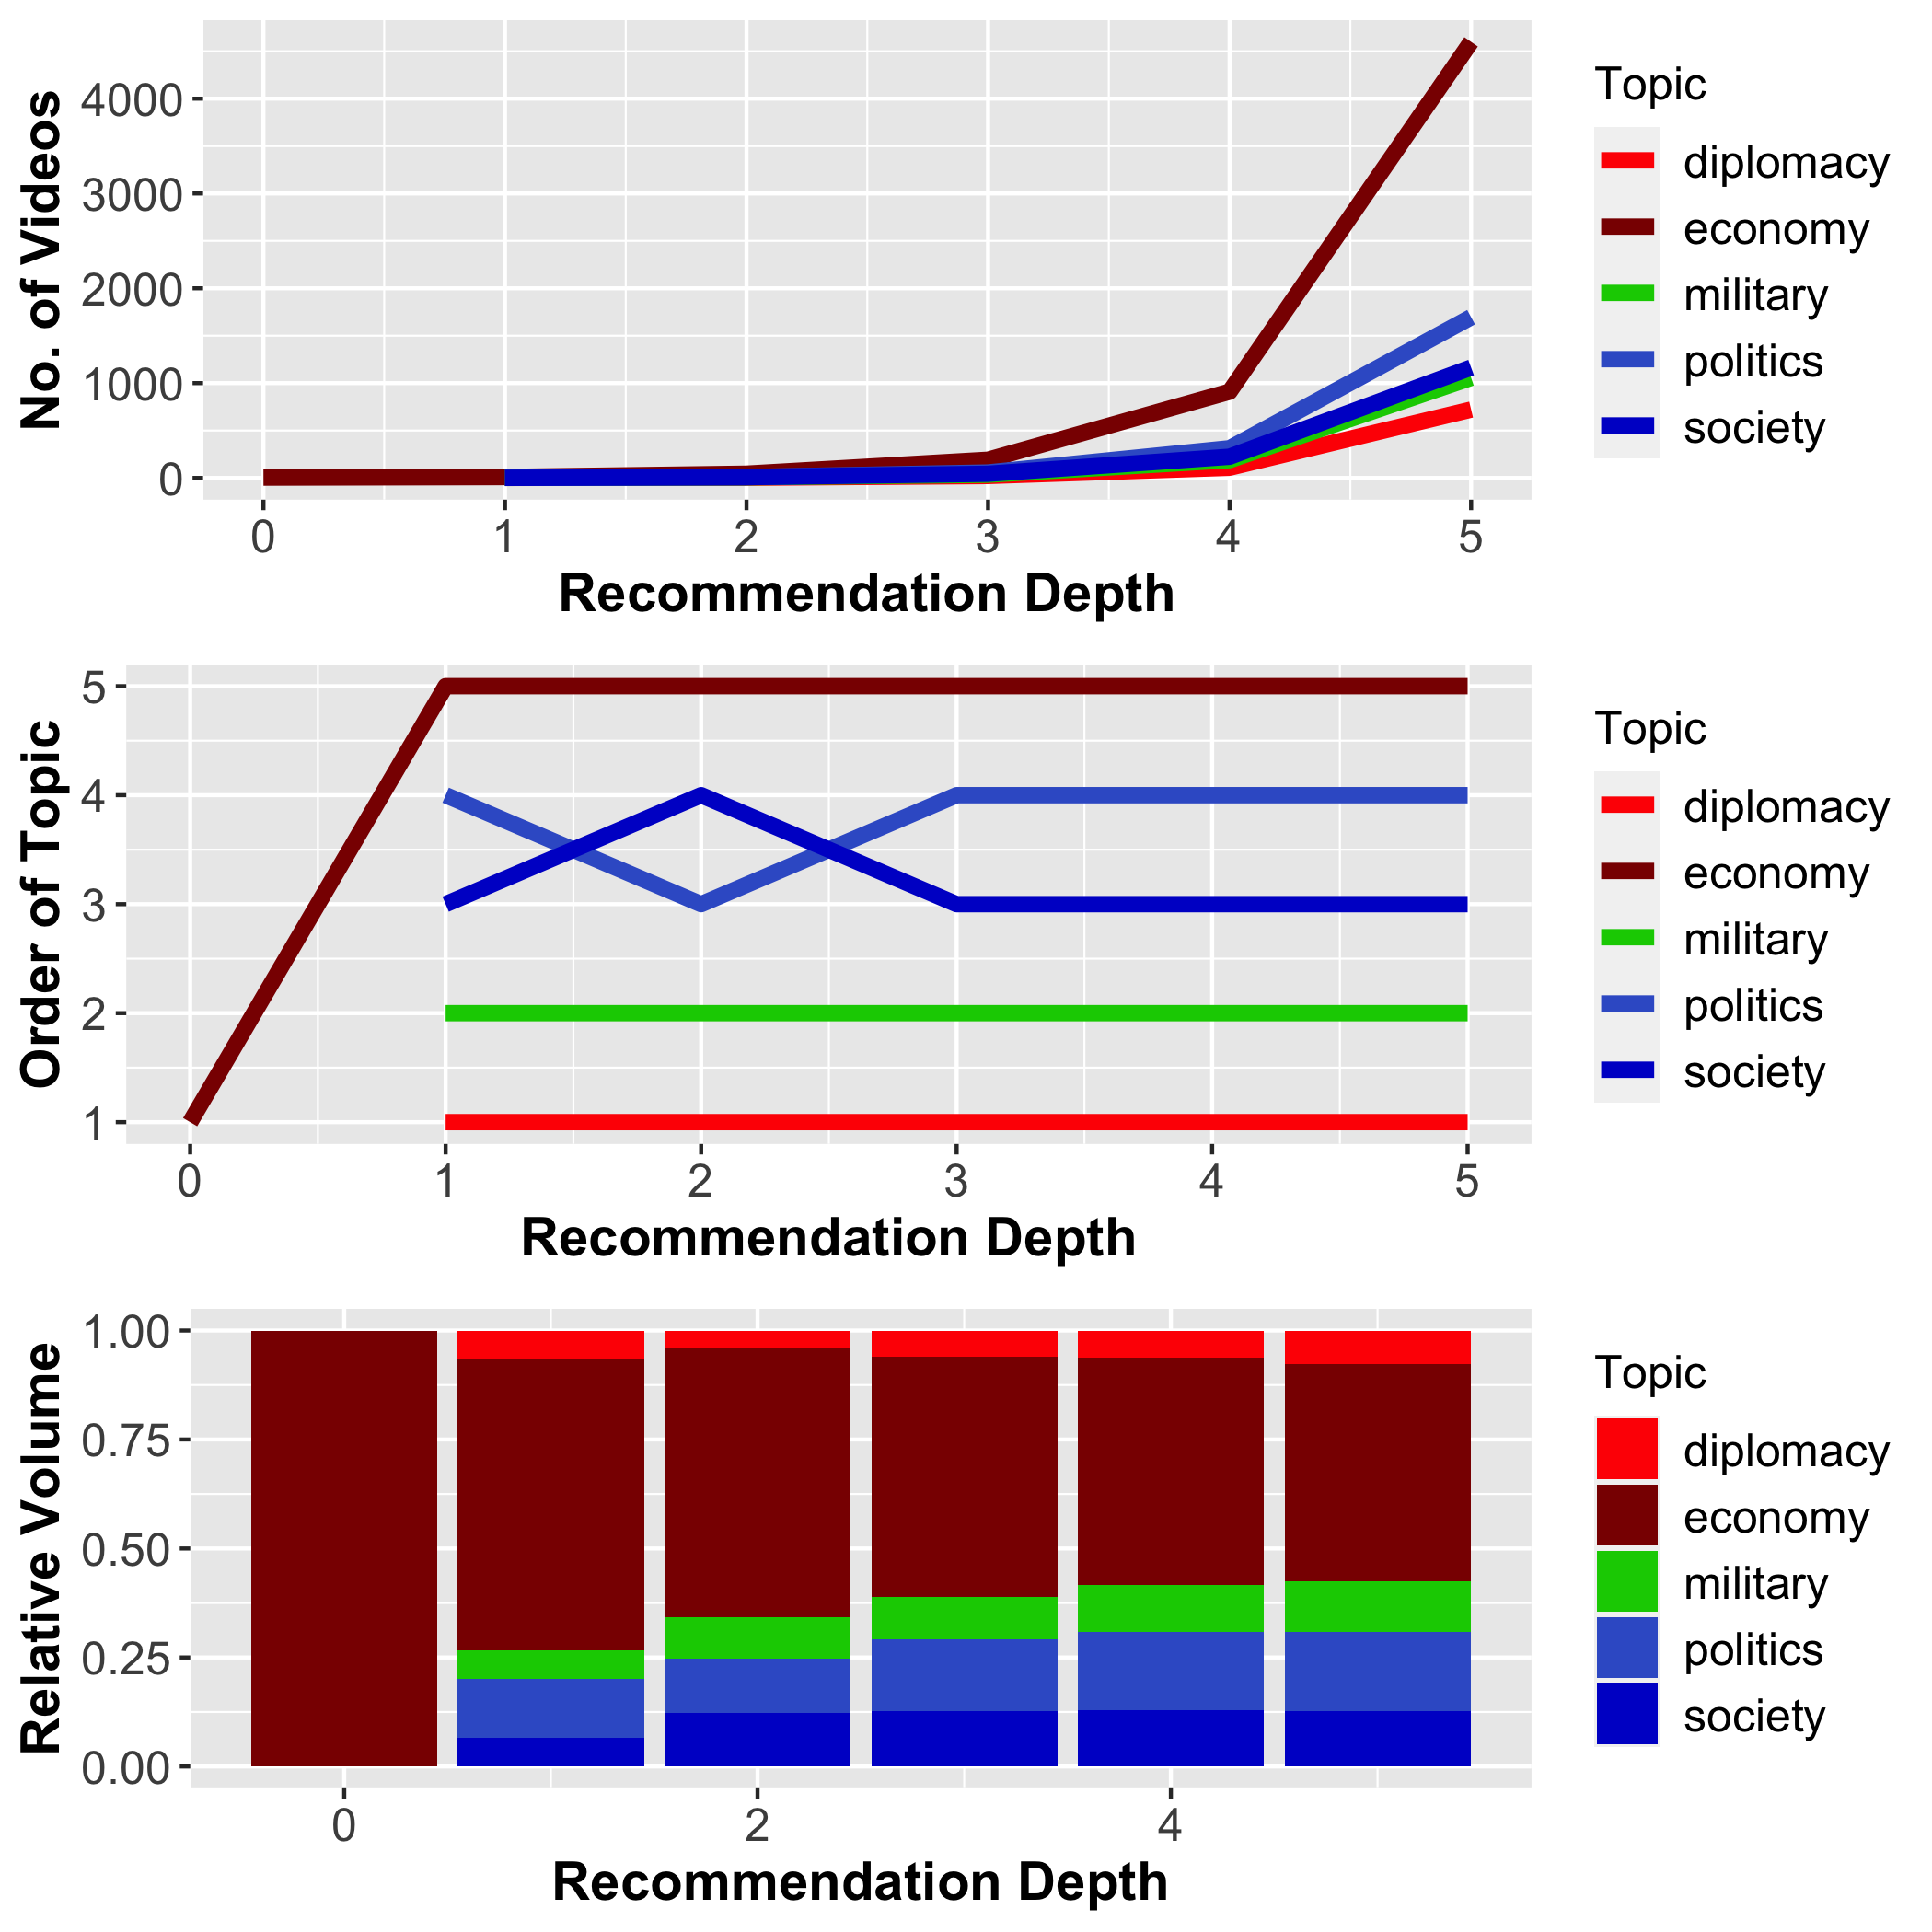 No. of Videos
4000
3000
2000
1000
0
0 1 2 3 4 5
Recommendation Depth
Topic
diplomacy
economy
military
politics
society
Order of Topic
5
4
3
2
1
0 1 2 3 4 5
Recommendation Depth
Topic
diplomacy
economy
military
politics
society
Relative Volume
1.00
0.75
0.50
0.25
0.00
0 2 4
Recommendation Depth
Topic
diplomacy
economy
military
politics
society